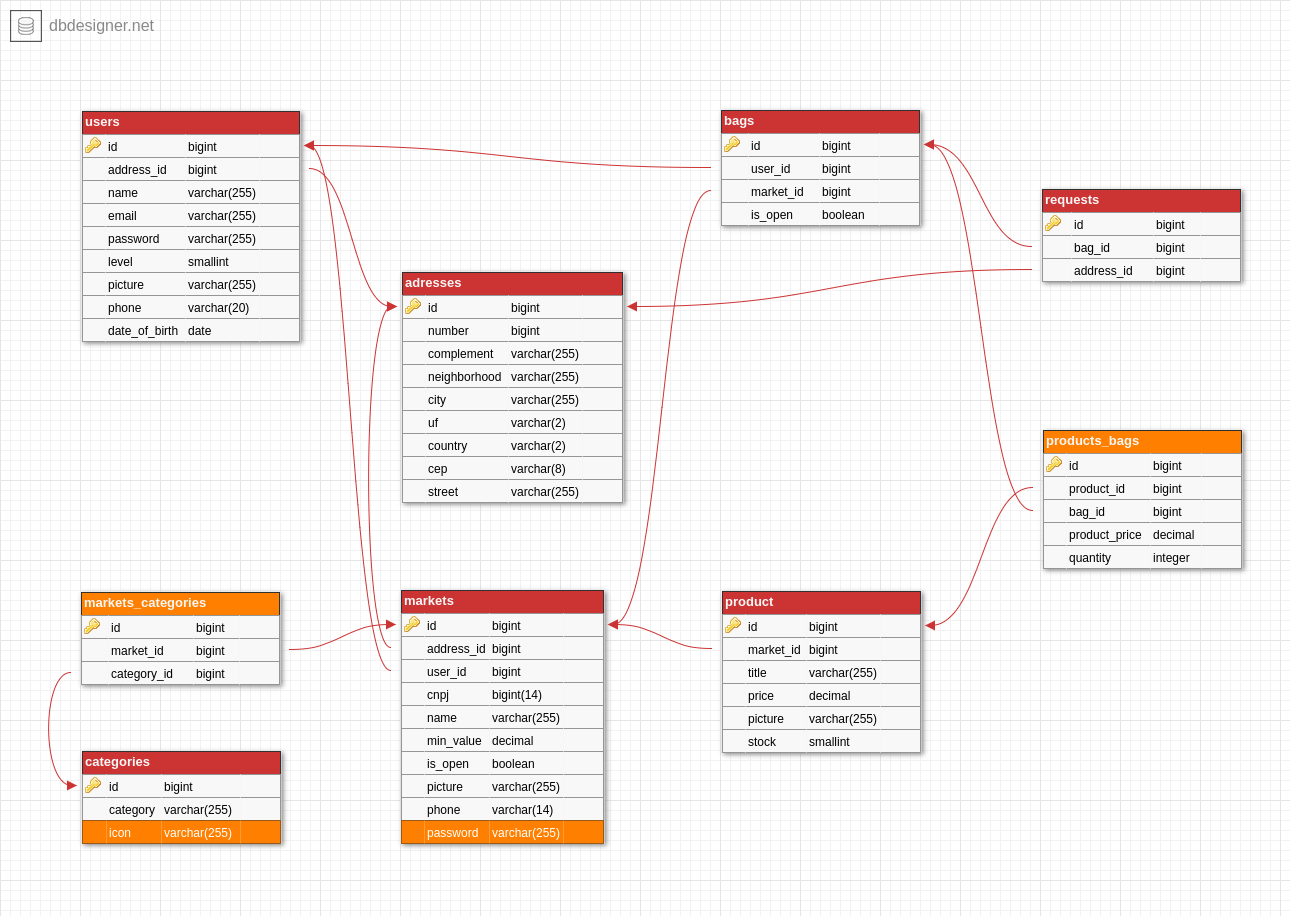 dbdesigner.net
users
id bigint
address_id bigint
name varchar(255)
email varchar(255)
password varchar(255)
level smallint
picture varchar(255)
phone varchar(20)
date_of_birth date
bags
id bigint
user_id bigint
market_id bigint
is_open boolean
requests
id bigint
bag_id bigint
address_id bigint
adresses
id bigint
number bigint
complement varchar(255)
neighborhood varchar(255)
city varchar(255)
uf varchar(2)
country varchar(2)
cep varchar(8)
street varchar(255)
products_bags
id bigint
product_id bigint
bag_id bigint
product_price decimal
quantity integer
markets_categories
id bigint
market_id bigint
category_id bigint
markets
id bigint
address_id bigint
user_id bigint
cnpj bigint(14)
name varchar(255)
min_value decimal
is_open boolean
picture varchar(255)
phone varchar(14)
password varchar(255)
product
id bigint
market_id bigint
title varchar(255)
price decimal
picture varchar(255)
stock smallint
categories
id bigint
category varchar(255)
icon varchar(255)